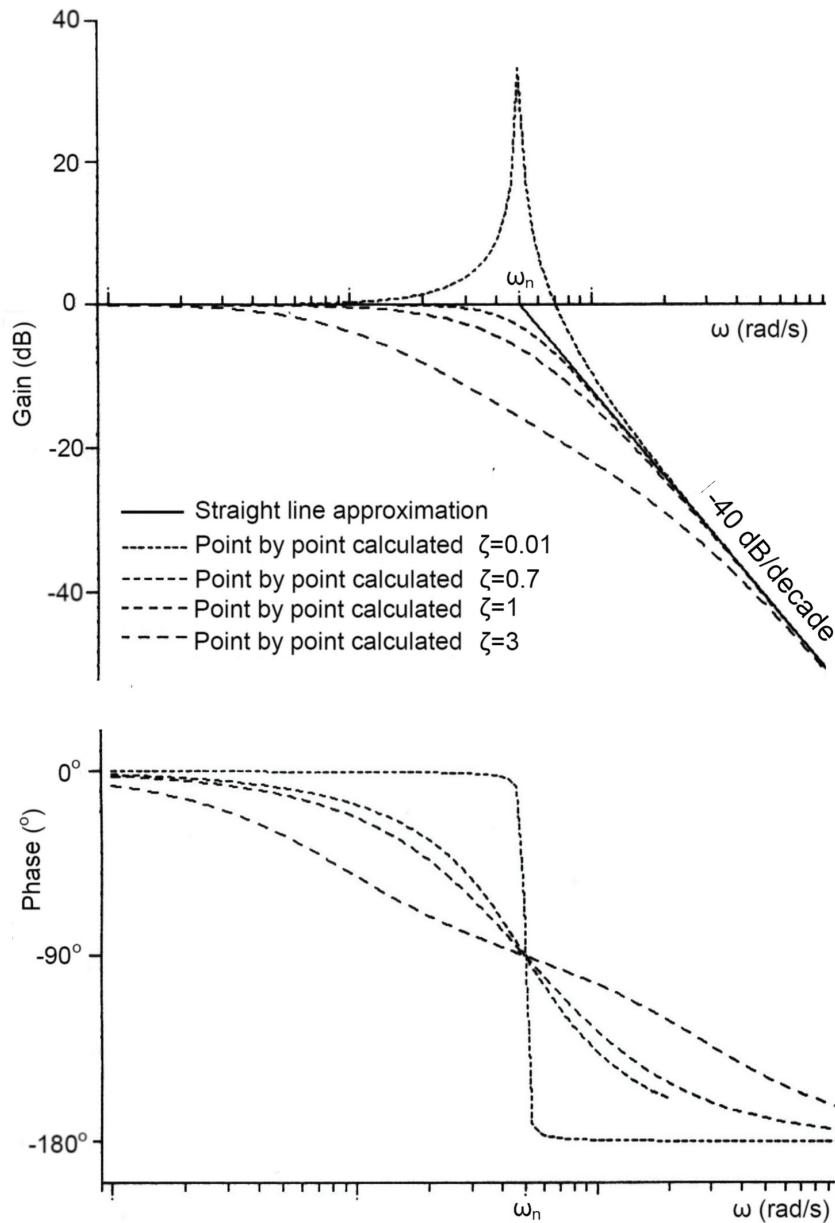 40
20
ωn
0
ω (rad/s)
Gain (dB)
-20
Straight line approximation
Point by point calculated ζ=0.01
Point by point calculated ζ=0.7
Point by point calculated ζ=1
Point by point calculated ζ=3
-40 dB/decade
-40
0°
Phase (°)
-90°
-180°
ωn
ω (rad/s)